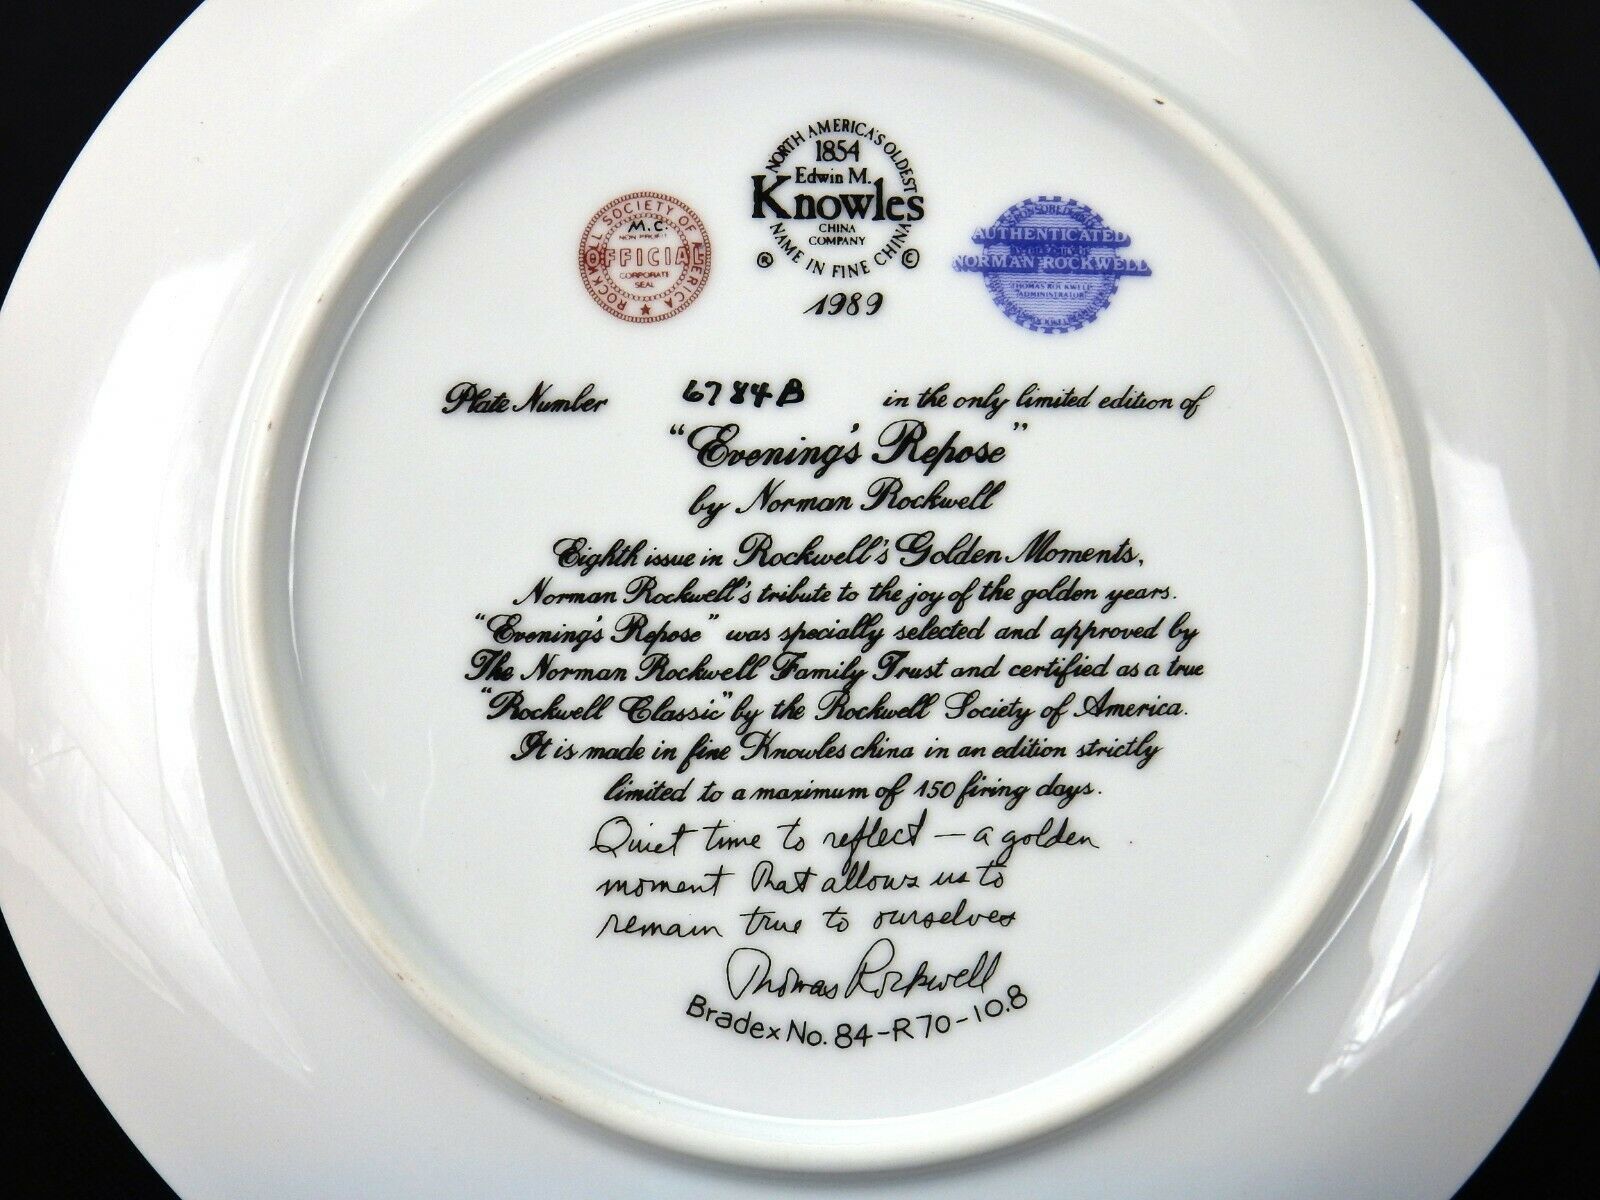 NORTH AMERICA'S OLDEST
1854
Edwin M.
Knowles
CHINA
COMPANY
NAME IN FINE CHINA
® ©
1989
ROCKWELL SOCIETY OF AMERICA
M.C.
NON PROFIT
OFFICIAL
CORPORATE
SEAL
AUTHENTICATED
NORMAN ROCKWELL
THOMAS ROCKWELL
"ADMINISTRATOR"
Plate Number 6784B in the only limited edition of
"Evening's Repose"
by Norman Rockwell
Eighth issue in Rockwell's Golden Moments,
Norman Rockwell's tribute to the joy of the golden years.
"Evening's Repose" was specially selected and approved by
The Norman Rockwell Family Trust and certified as a true
"Rockwell Classic" by the Rockwell Society of America.
It is made in fine Knowles china in an edition strictly
limited to a maximum of 150 firing days.
Quiet time to reflect — a golden
moment that allows us to
remain true to ourselves
Thomas Rockwell
Bradex No. 84-R70-10.8